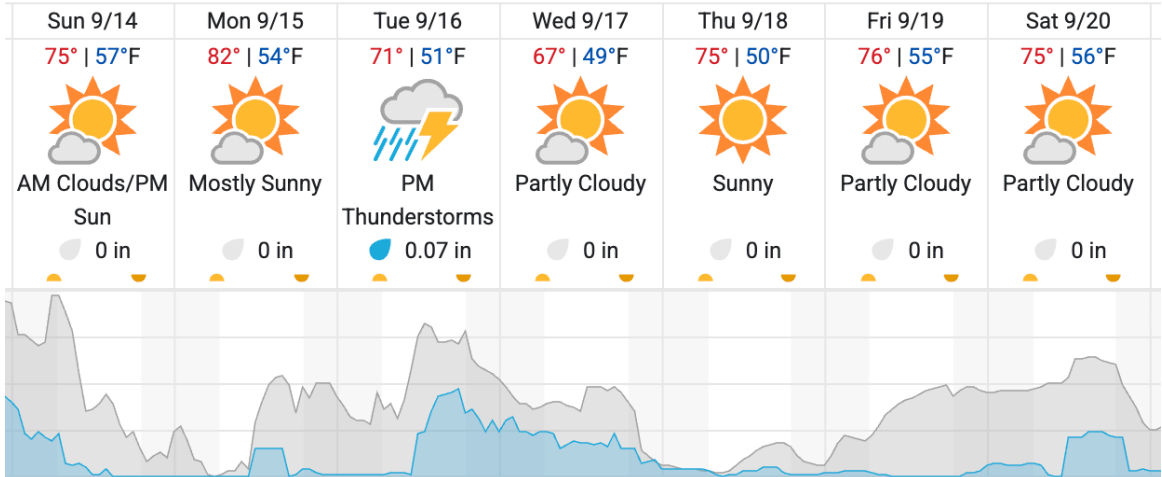 Sun 9/14 Mon 9/15 Tue 9/16 Wed 9/17 Thu 9/18 Fri 9/19 Sat 9/20
75° | 57°F 82° | 54°F 71° | 51°F 67° | 49°F 75° | 50°F 76° | 55°F 75° | 56°F
AM Clouds/PM Mostly Sunny PM Partly Cloudy Sunny Partly Cloudy Partly Cloudy
Sun Thunderstorms
0 in 0 in 0.07 in 0 in 0 in 0 in 0 in